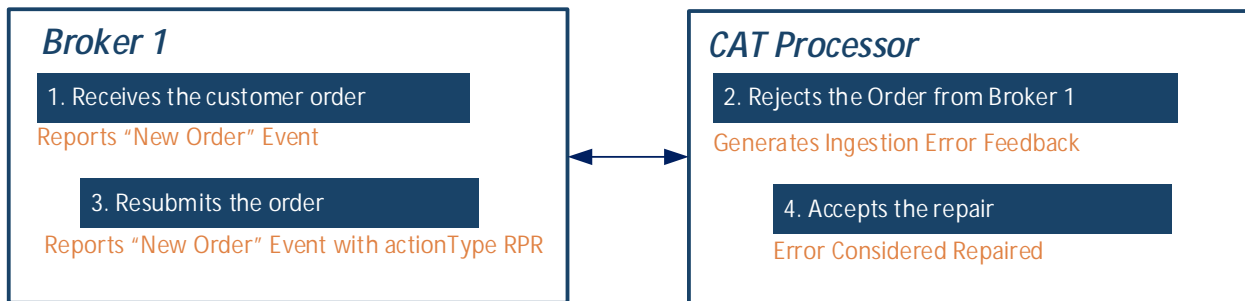 Broker 1
1. Receives the customer order
Reports “New Order” Event
3. Resubmits the order
Reports “New Order” Event with actionType RPR
CAT Processor
2. Rejects the Order from Broker 1
Generates Ingestion Error Feedback
4. Accepts the repair
Error Considered Repaired